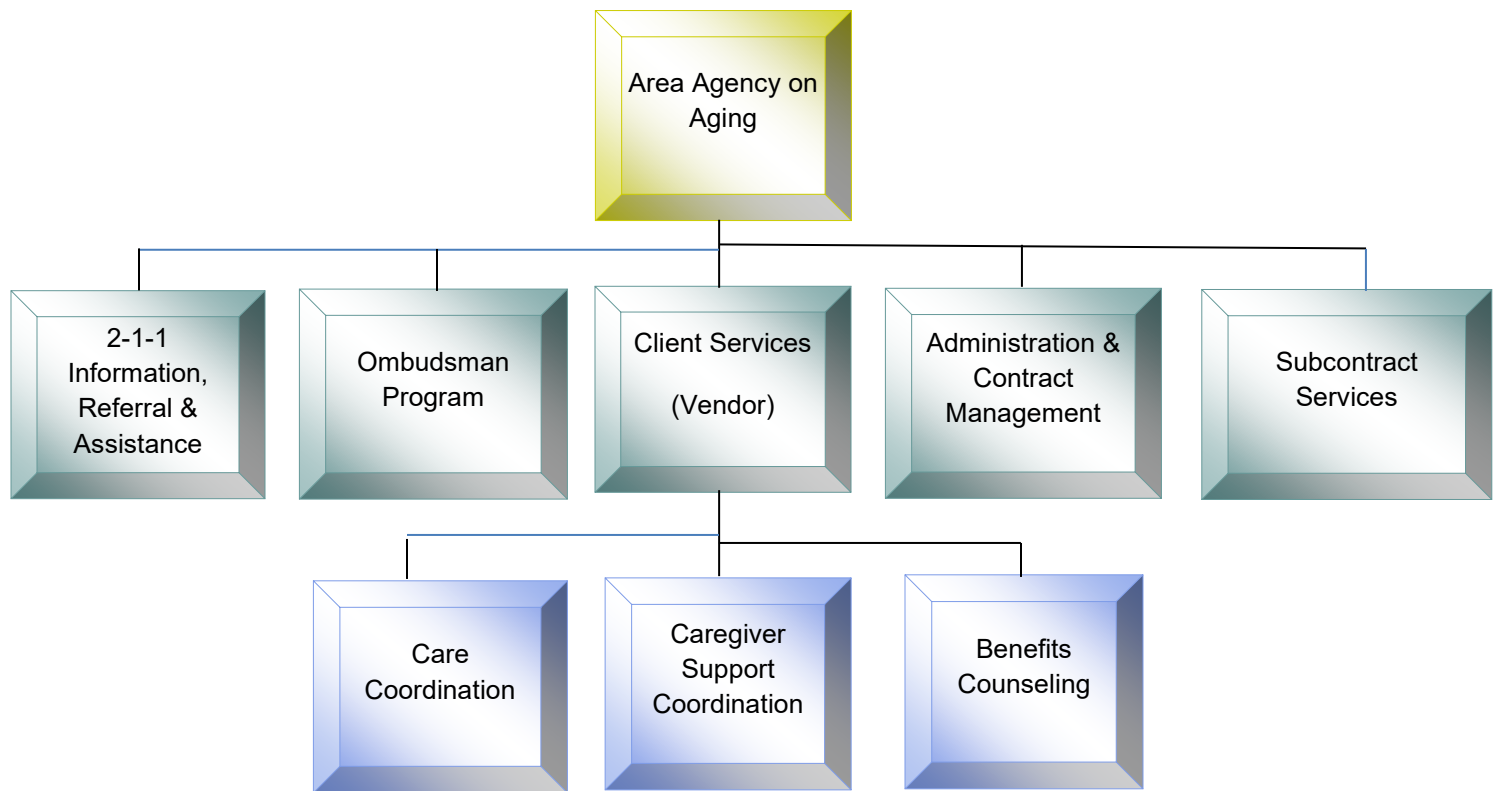 Area Agency on
Aging
2-1-1
Information,
Referral &
Assistance
Ombudsman
Program
Client Services
(Vendor)
Administration &
Contract
Management
Subcontract
Services
Care
Coordination
Caregiver
Support
Coordination
Benefits
Counseling